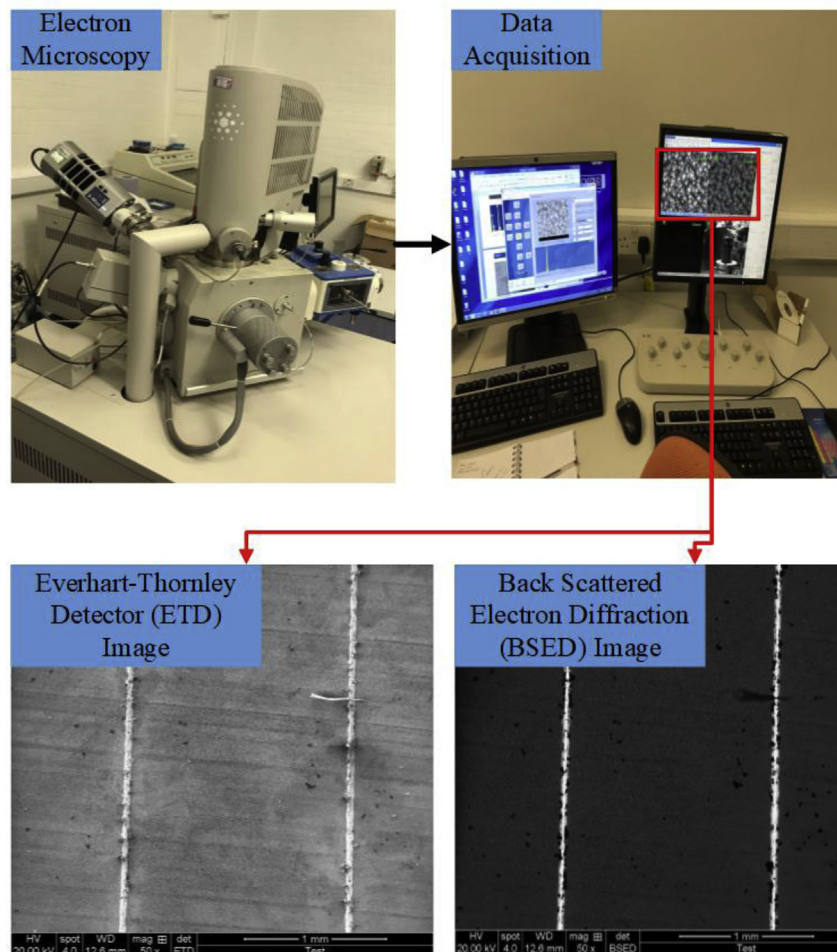 Electron
Microscopy
Data
Acquisition
Everhart-Thornley
Detector (ETD)
Image
Back Scattered
Electron Diffraction
(BSED) Image
HV spot WD mag ⊞ det
20.00 kV 4.0 12.6 mm 50 x ETD
1 mm
Test
HV spot WD mag ⊞ det
20.00 kV 4.0 12.6 mm 50 x BSED
1 mm
Test